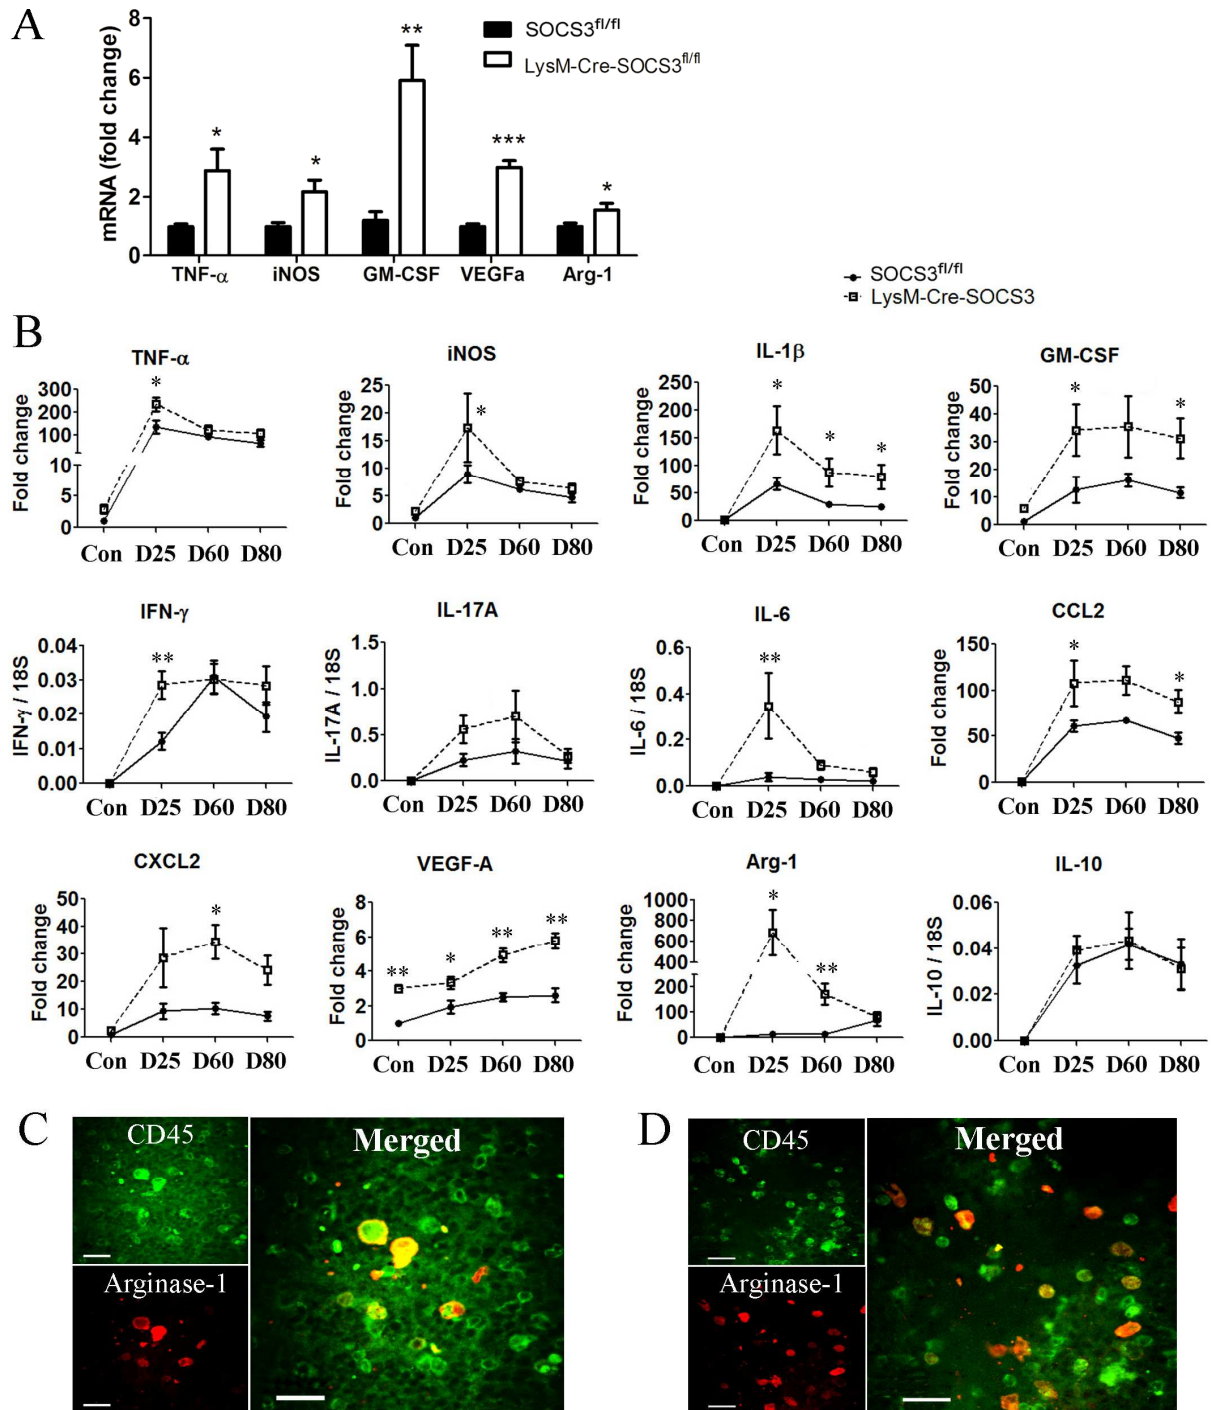 A
mRNA (fold change)
8
6
4
2
0
SOCS3fl/fl
LysM-Cre-SOCS3fl/fl
*
*
**
***
*
TNF-α iNOS GM-CSF VEGFa Arg-1
SOCS3fl/fl
LysM-Cre-SOCS3
B
TNF-α
Fold change
300
200
100
10
5
0
*
Con D25 D60 D80
iNOS
Fold change
25
20
15
10
5
0
*
Con D25 D60 D80
IL-1β
Fold change
250
200
150
100
50
0
*
*
*
Con D25 D60 D80
GM-CSF
Fold change
50
40
30
20
10
0
*
*
Con D25 D60 D80
IFN-γ
IFN-γ / 18S
0.04
0.03
0.02
0.01
0.00
**
Con D25 D60 D80
IL-17A
IL-17A / 18S
1.5
1.0
0.5
0.0
Con D25 D60 D80
IL-6
IL-6 / 18S
0.6
0.4
0.2
0.0
**
Con D25 D60 D80
CCL2
Fold change
150
100
50
0
*
*
Con D25 D60 D80
CXCL2
Fold change
50
40
30
20
10
0
*
Con D25 D60 D80
VEGF-A
Fold change
8
6
4
2
0
**
*
**
**
Con D25 D60 D80
Arg-1
Fold change
1000
800
600
400
200
100
0
*
**
Con D25 D60 D80
IL-10
IL-10 / 18S
0.06
0.04
0.02
0.00
Con D25 D60 D80
C
CD45
Arginase-1
Merged
D
CD45
Arginase-1
Merged